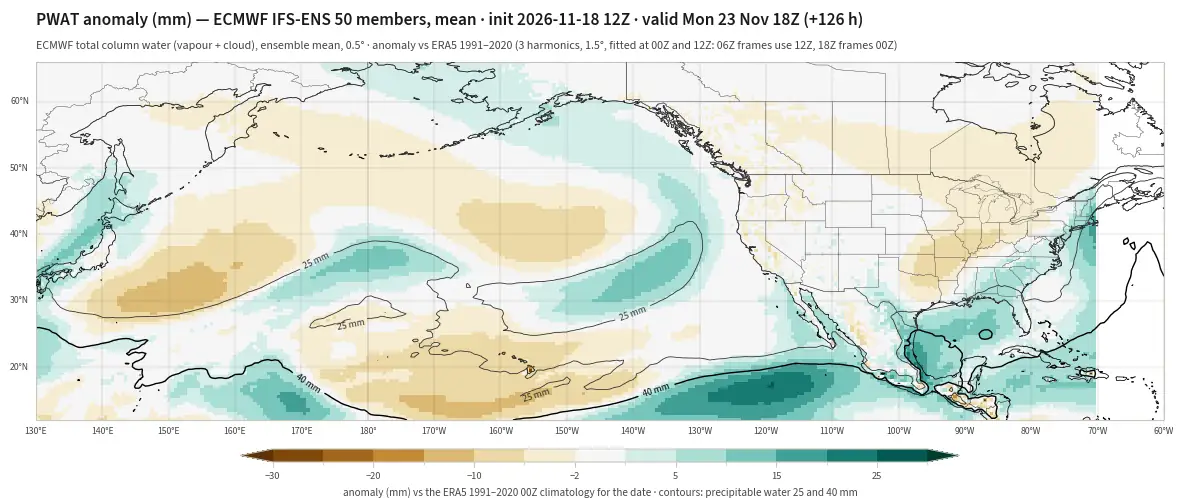 PWAT anomaly (mm) — ECMWF IFS-ENS 50 members, mean · init 2026-11-18 12Z · valid Mon 23 Nov 18Z (+126 h)
ECMWF total column water (vapour + cloud), ensemble mean, 0.5° · anomaly vs ERA5 1991–2020 (3 harmonics, 1.5°, fitted at 00Z and 12Z: 06Z frames use 12Z, 18Z frames 00Z)
60°N
50°N
40°N
30°N
20°N
25 mm
25 mm
25 mm
40 mm
25 mm
40 mm
130°E 140°E 150°E 160°E 170°E 180° 170°W 160°W 150°W 140°W 130°W 120°W 110°W 100°W 90°W 80°W 70°W 60°W
−30 −20 −10 −2 5 15 25
anomaly (mm) vs the ERA5 1991–2020 00Z climatology for the date · contours: precipitable water 25 and 40 mm